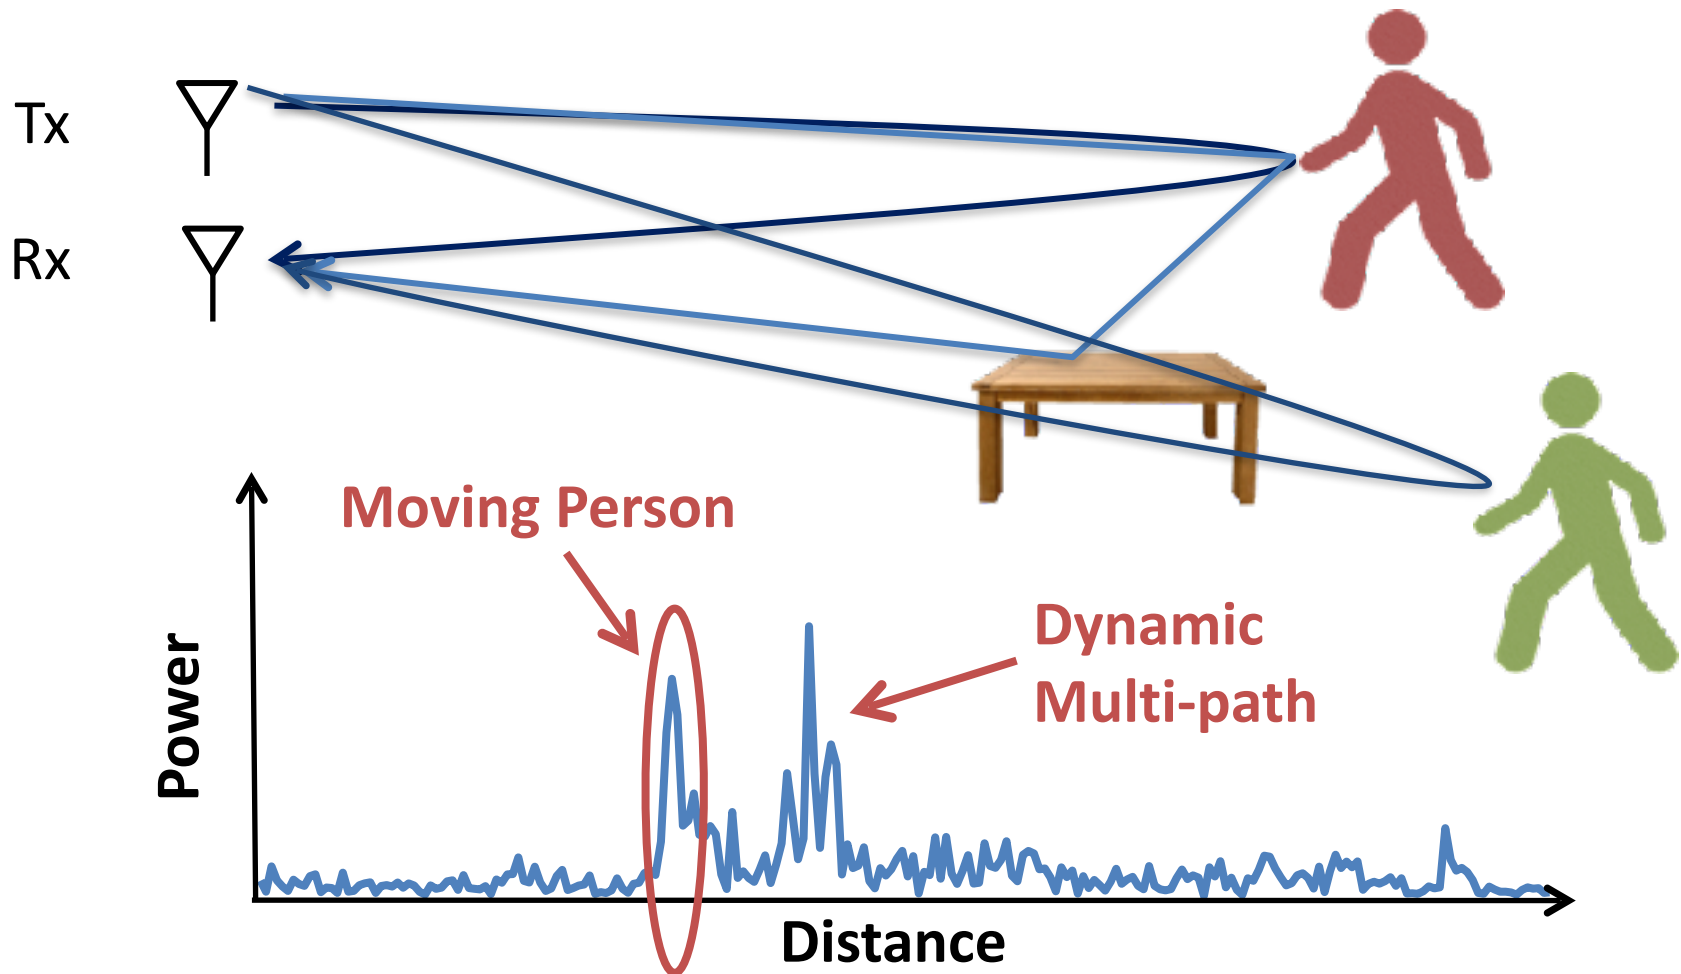 Tx
Rx
Moving Person
Dynamic
Multi-path
Power
Distance